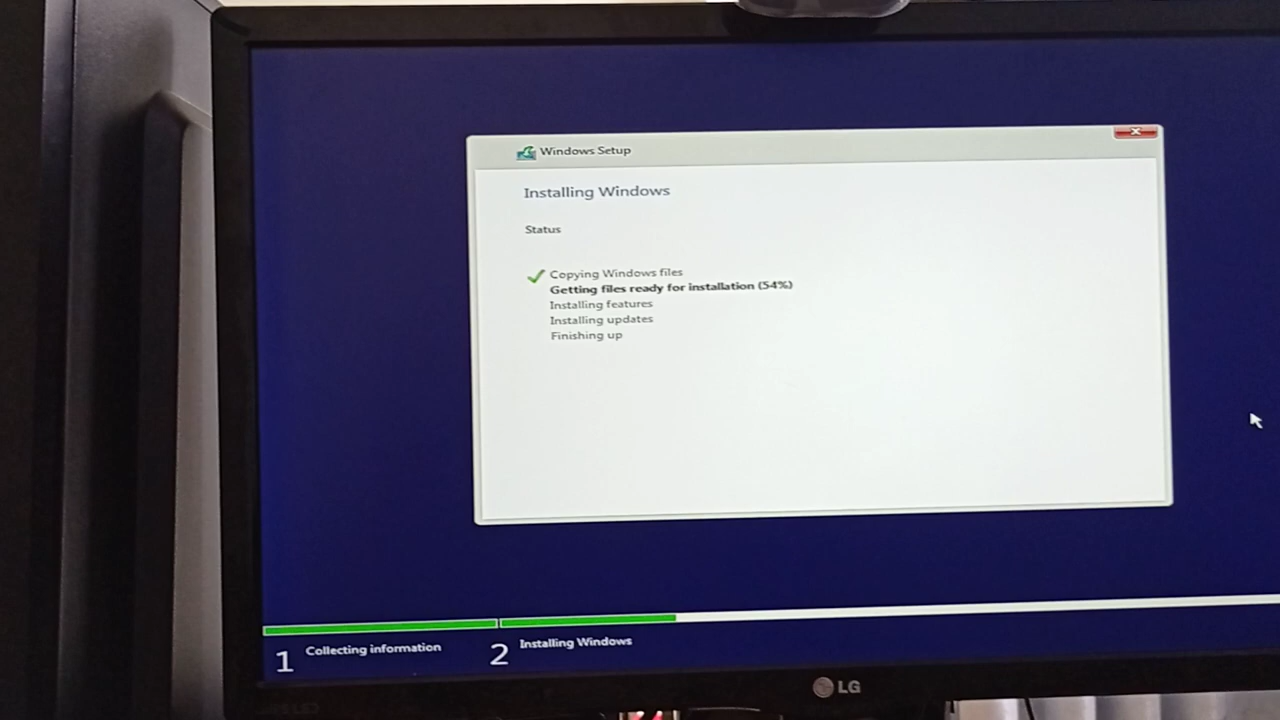 Windows Setup
Installing Windows
Status
Copying Windows files
Getting files ready for installation (54%)
Installing features
Installing updates
Finishing up
1 Collecting information
2 Installing Windows
LG